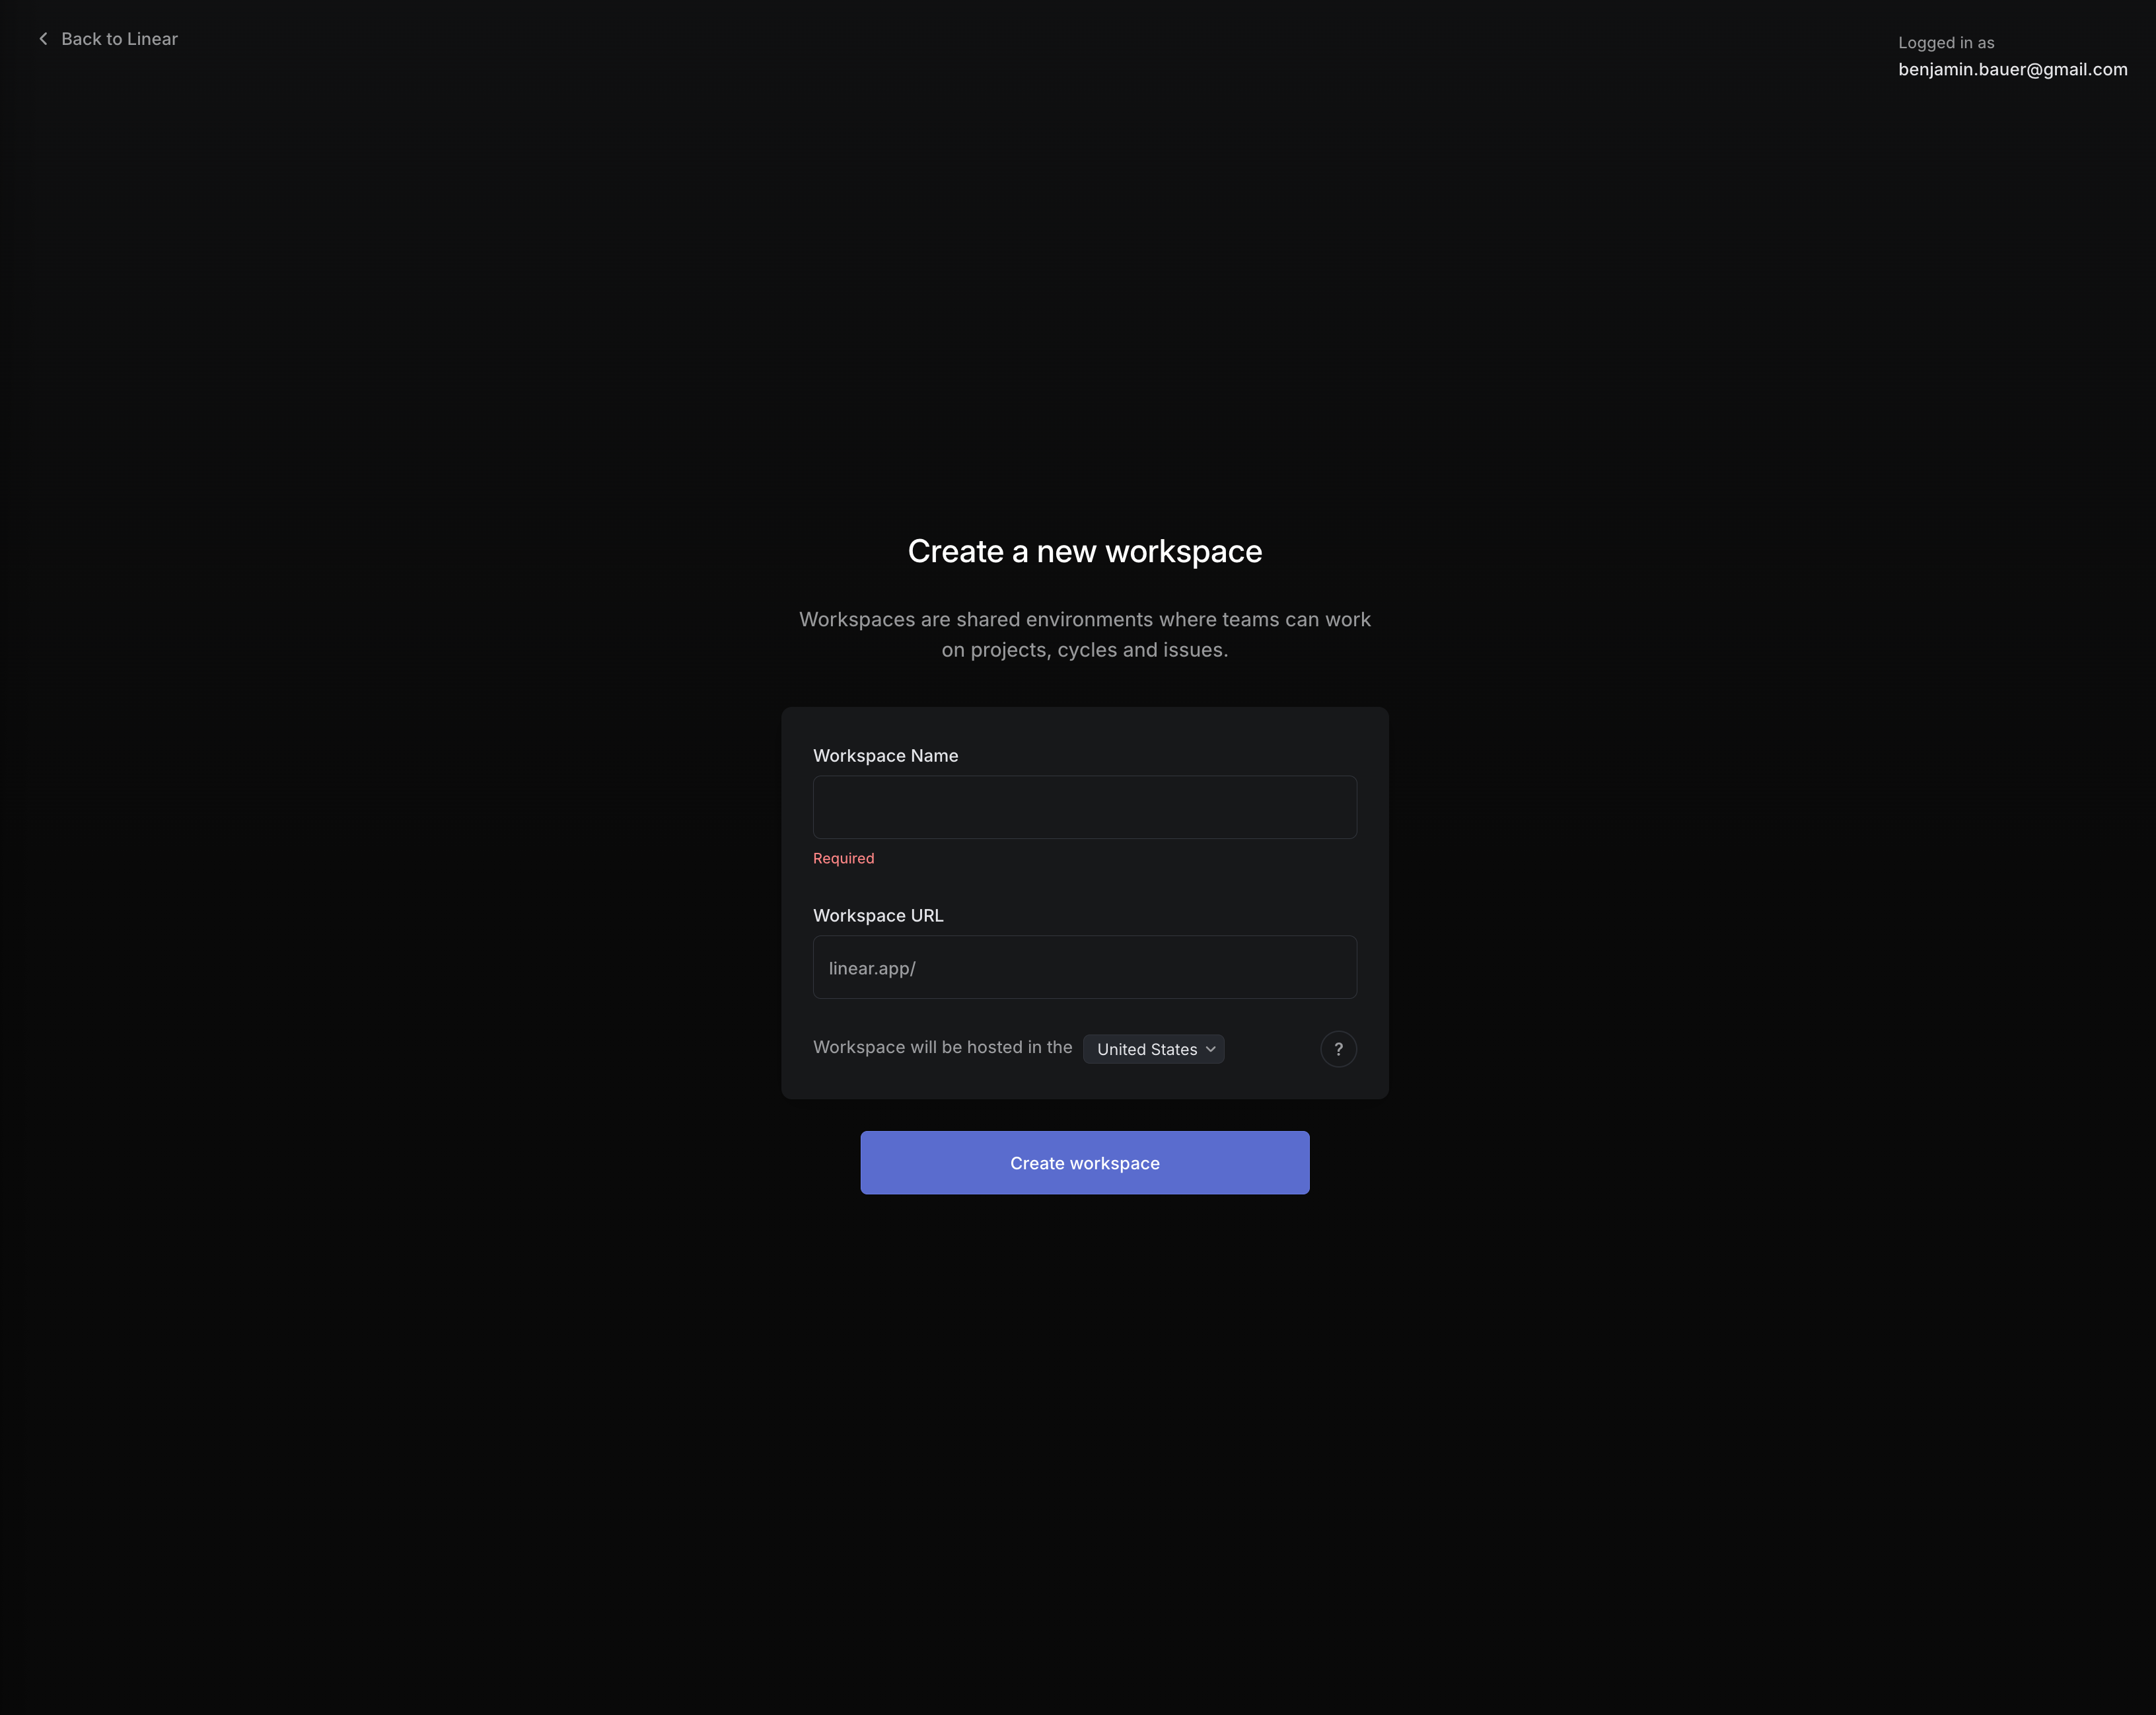 Back to Linear
Logged in as
benjamin.bauer@gmail.com
Create a new workspace
Workspaces are shared environments where teams can work
on projects, cycles and issues.
Workspace Name
Required
Workspace URL
linear.app/
Workspace will be hosted in the United States ?
Create workspace